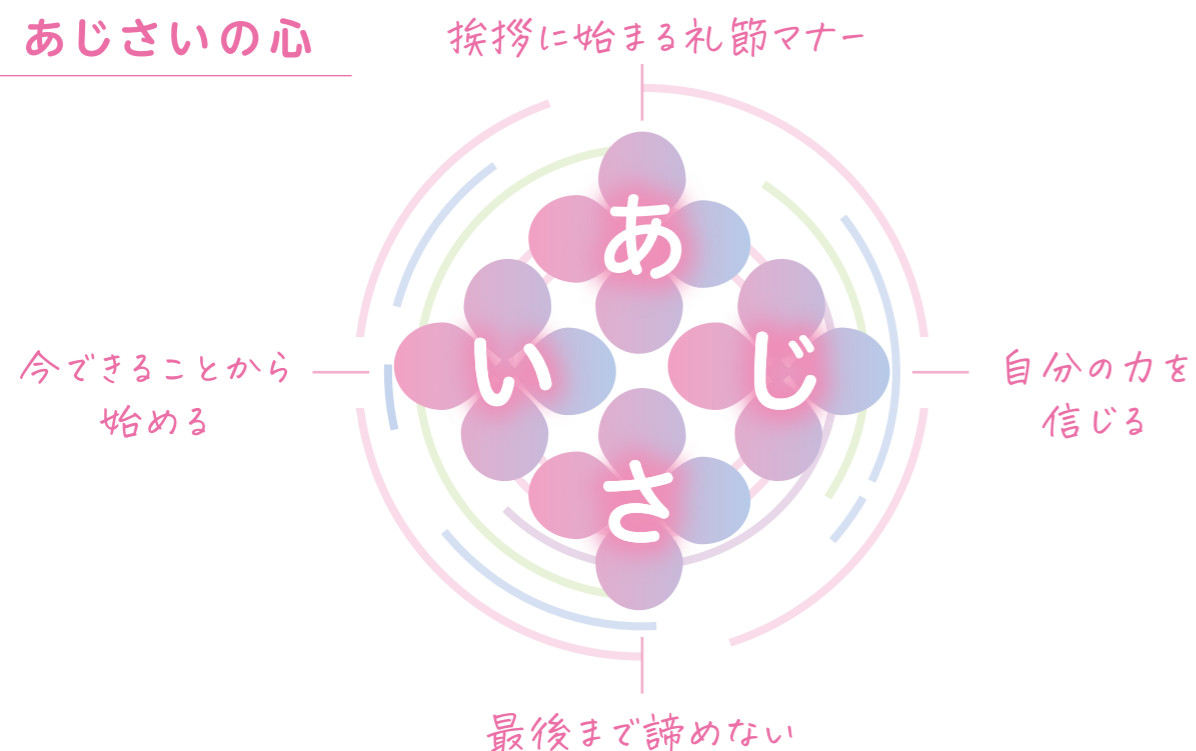 あじさいの心
挨拶に始まる礼節マナー
あ
い
じ
さ
今できることから
始める
自分の力を
信じる
最後まで諦めない